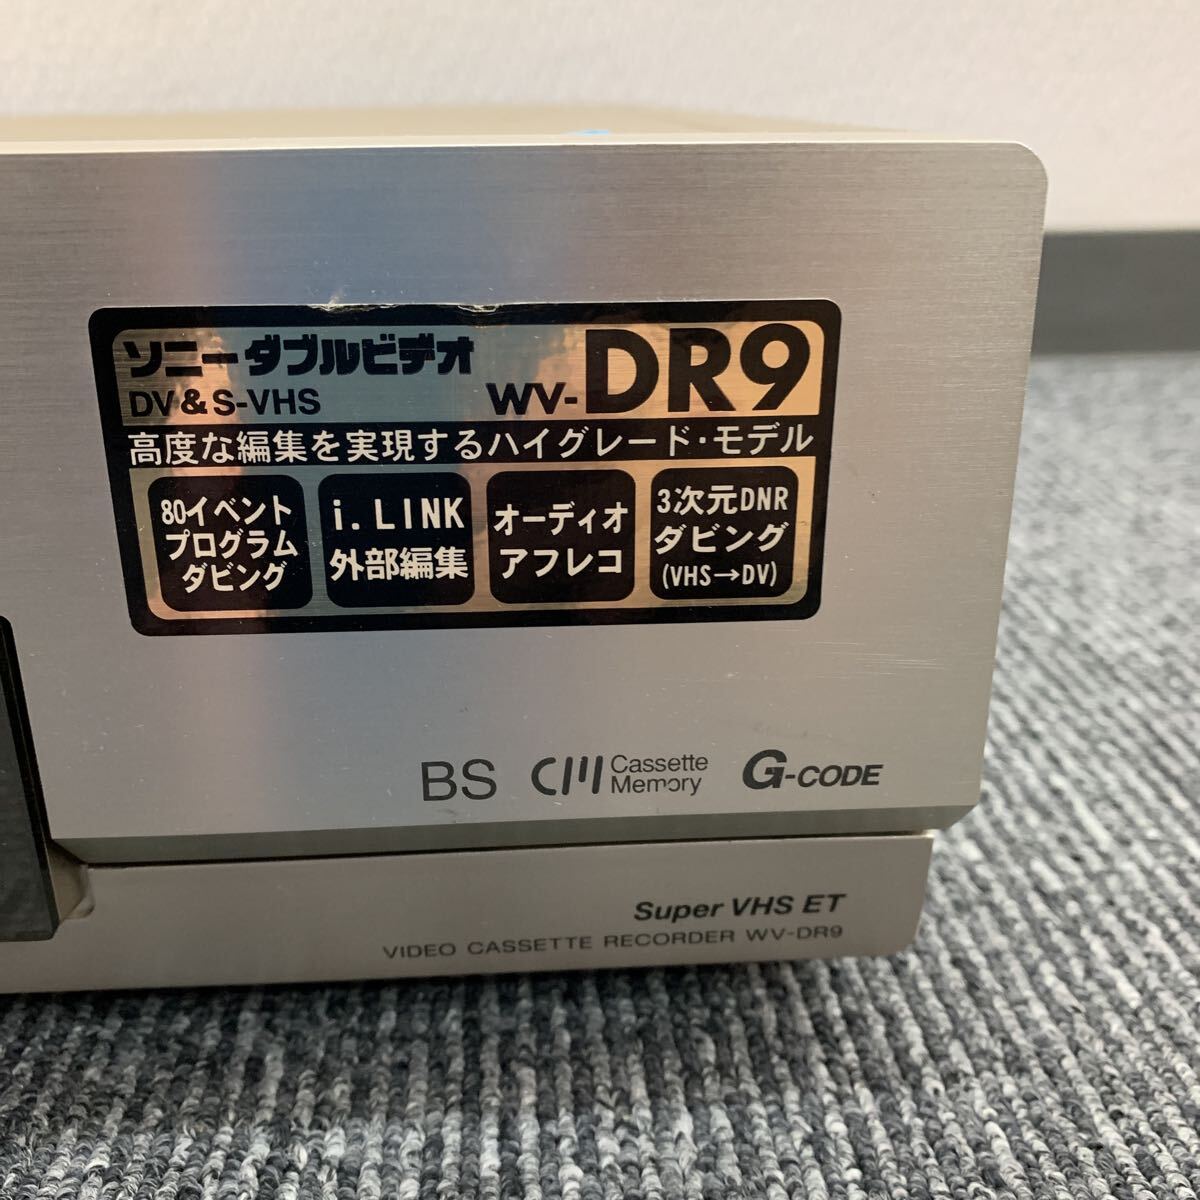 ソニーダブルビデオ
DV & S-VHS
WV-DR9
高度な編集を実現するハイグレード・モデル
80イベント
プログラム
ダビング
i.LINK
外部編集
オーディオ
アフレコ
3次元DNR
ダビング
(VHS→DV)
BS
CM
Cassette
Memory
G-CODE
Super VHS ET
VIDEO CASSETTE RECORDER WV-DR9